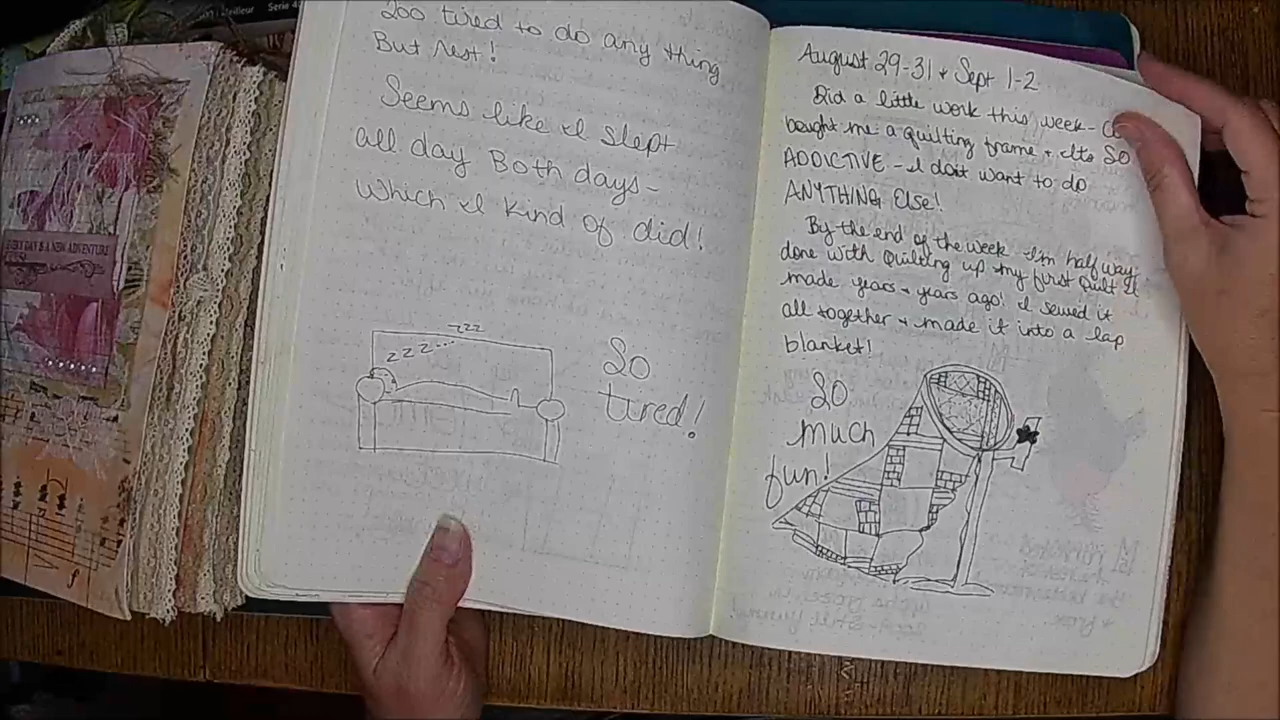 too tired to do any thing
But rest!
Seems like I slept
all day Both days-
Which I kind of did!
zzz
zzz...
So
tired!
August 29-31 + Sept 1-2
Did a little work this week-
bought me a quilting frame + its So
ADDICTIVE - I don't want to do
ANYTHING Else!
By the end of the week I'm half way
done with Quilting up my first Quilt I
made years + years ago! I sewed it
all together + made it into a lap
blanket!
So
much
fun!
EVERY DAY IS A NEW ADVENTURE